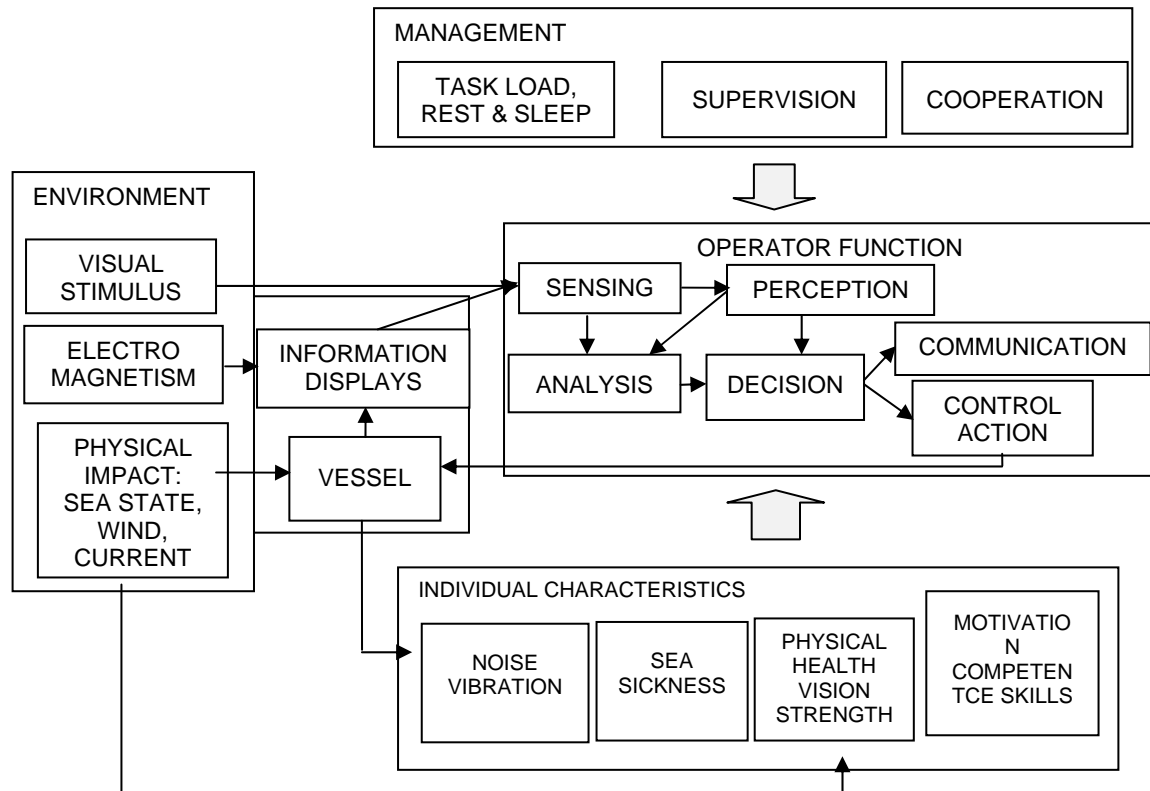 MANAGEMENT
TASK LOAD,
REST & SLEEP
SUPERVISION
COOPERATION
ENVIRONMENT
VISUAL
STIMULUS
ELECTRO
MAGNETISM
PHYSICAL
IMPACT:
SEA STATE,
WIND,
CURRENT
INFORMATION
DISPLAYS
VESSEL
OPERATOR FUNCTION
SENSING
PERCEPTION
ANALYSIS
DECISION
COMMUNICATION
CONTROL
ACTION
INDIVIDUAL CHARACTERISTICS
NOISE
VIBRATION
SEA
SICKNESS
PHYSICAL
HEALTH
VISION
STRENGTH
MOTIVATIO
N
COMPETEN
TCE SKILLS